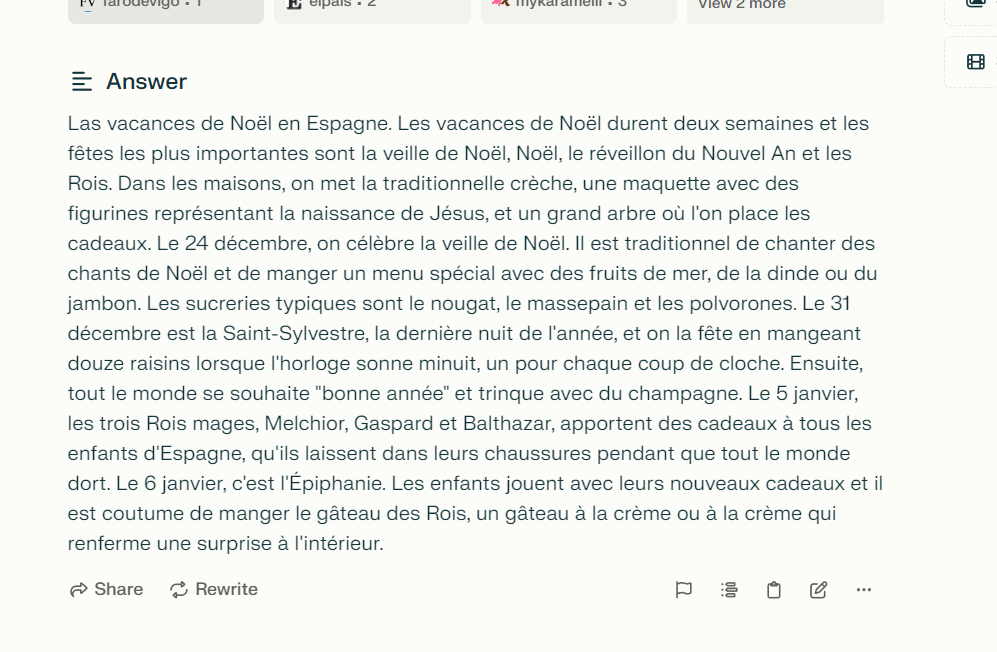 farodevigo · 1
elpais · 2
mykaramelli · 3
View 2 more
Answer
Las vacances de Noël en Espagne. Les vacances de Noël durent deux semaines et les
fêtes les plus importantes sont la veille de Noël, Noël, le réveillon du Nouvel An et les
Rois. Dans les maisons, on met la traditionnelle crèche, une maquette avec des
figurines représentant la naissance de Jésus, et un grand arbre où l'on place les
cadeaux. Le 24 décembre, on célèbre la veille de Noël. Il est traditionnel de chanter des
chants de Noël et de manger un menu spécial avec des fruits de mer, de la dinde ou du
jambon. Les sucreries typiques sont le nougat, le massepain et les polvorones. Le 31
décembre est la Saint-Sylvestre, la dernière nuit de l'année, et on la fête en mangeant
douze raisins lorsque l'horloge sonne minuit, un pour chaque coup de cloche. Ensuite,
tout le monde se souhaite "bonne année" et trinque avec du champagne. Le 5 janvier,
les trois Rois mages, Melchior, Gaspard et Balthazar, apportent des cadeaux à tous les
enfants d'Espagne, qu'ils laissent dans leurs chaussures pendant que tout le monde
dort. Le 6 janvier, c'est l'Épiphanie. Les enfants jouent avec leurs nouveaux cadeaux et il
est coutume de manger le gâteau des Rois, un gâteau à la crème ou à la crème qui
renferme une surprise à l'intérieur.
Share
Rewrite